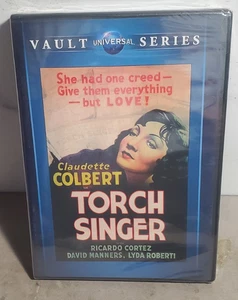 VAULT UNIVERSAL SERIES
She had one creed—
Give them everything
—but LOVE!
Claudette
COLBERT
in
TORCH
SINGER
RICARDO CORTEZ
DAVID MANNERS, LYDA ROBERTI